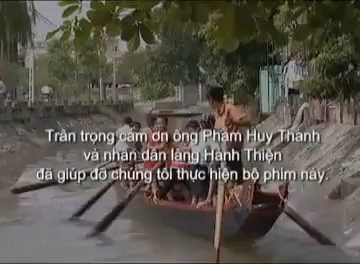 Trân trọng cảm ơn ông Phạm Huy Thanh
và nhân dân làng Hành Thiện
đã giúp đỡ chúng tôi thực hiện bộ phim này.